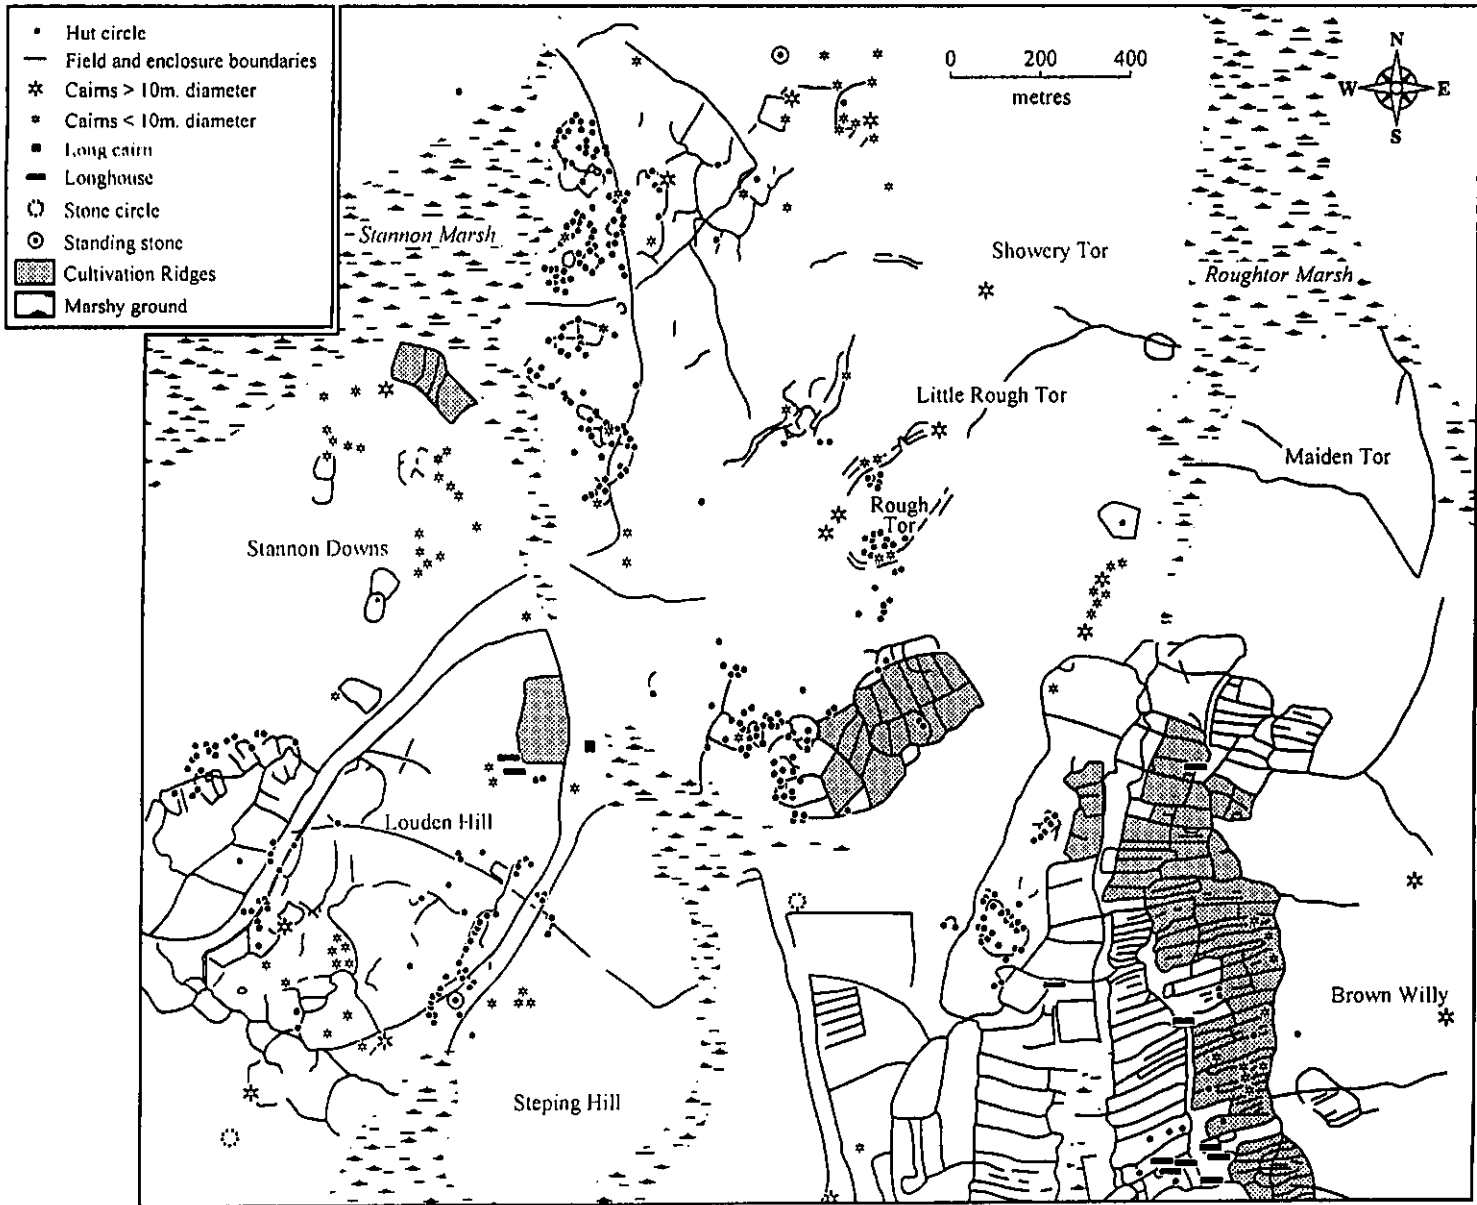 Hut circle
Field and enclosure boundaries
Cairns > 10m. diameter
Cairns < 10m. diameter
Long cairn
Longhouse
Stone circle
Standing stone
Cultivation Ridges
Marshy ground
0 200 400
metres
N
W E
S
Stannon Marsh
Showery Tor
Roughtor Marsh
Little Rough Tor
Maiden Tor
Rough
Tor
Stannon Downs
Louden Hill
Brown Willy
Steping Hill